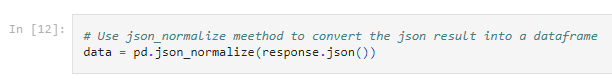 In [12]:
# Use json_normalize meethod to convert the json result into a dataframe
data = pd.json_normalize(response.json())